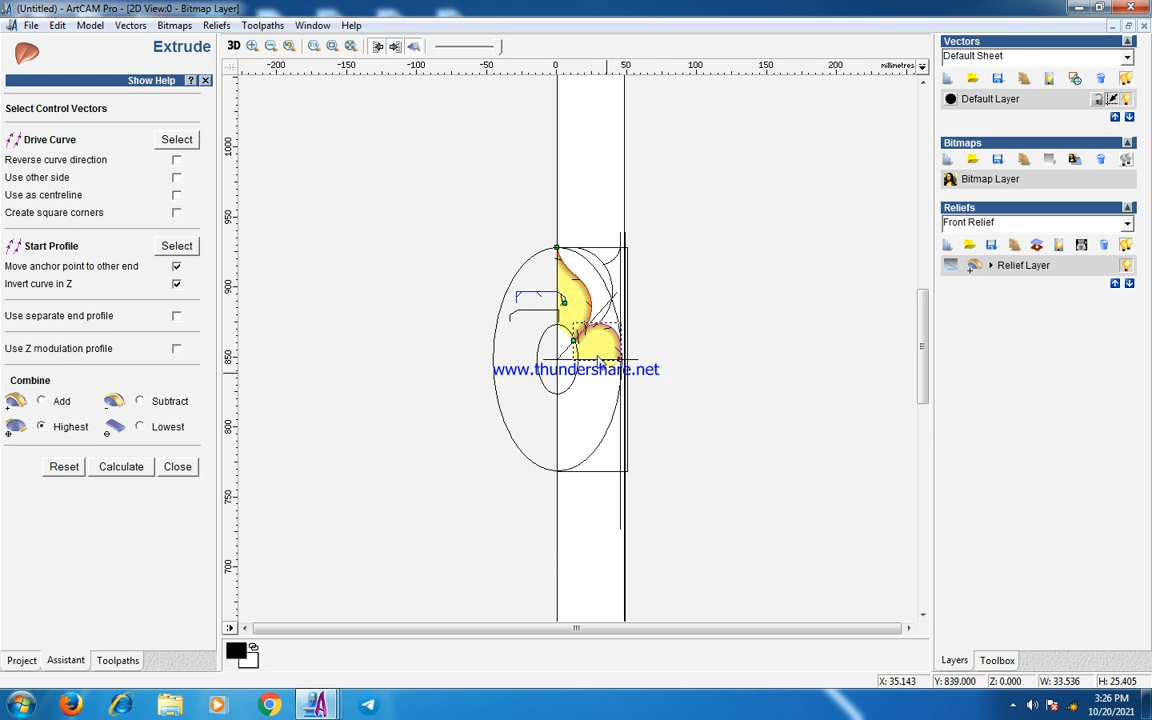 (Untitled) - ArtCAM Pro - [2D View:0 - Bitmap Layer]
File Edit Model Vectors Bitmaps Reliefs Toolpaths Window Help
Extrude
Show Help ?
Select Control Vectors
Drive Curve Select
Reverse curve direction
Use other side
Use as centreline
Create square corners
Start Profile Select
Move anchor point to other end
Invert curve in Z
Use separate end profile
Use Z modulation profile
Combine
Add Subtract
Highest Lowest
Reset Calculate Close
Project Assistant Toolpaths
3D
-200 -150 -100 -50 0 50 100 150 200 millimetres
1000
950
900
850
800
750
700
www.thundershare.net
Vectors
Default Sheet
Default Layer
Bitmaps
Bitmap Layer
Reliefs
Front Relief
Relief Layer
Layers Toolbox
X: 35.143 Y: 839.000 Z: 0.000 W: 33.536 H: 25.405
3:26 PM
10/20/2021